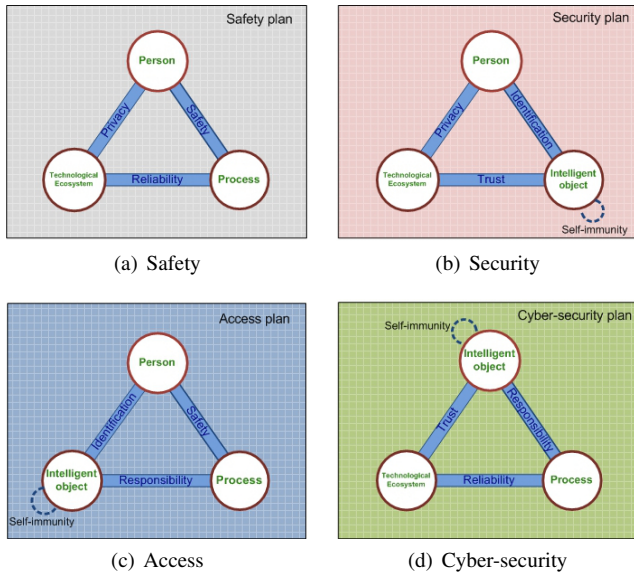 Safety plan
Person
Privacy
Safety
Technological
Ecosystem
Reliability
Process
(a) Safety
Security plan
Person
Privacy
Identification
Technological
Ecosystem
Trust
Intelligent
object
Self-immunity
(b) Security
Access plan
Person
Identification
Safety
Intelligent
object
Responsibility
Process
Self-immunity
(c) Access
Cyber-security plan
Self-immunity
Intelligent
object
Trust
Responsibility
Technological
Ecosystem
Reliability
Process
(d) Cyber-security